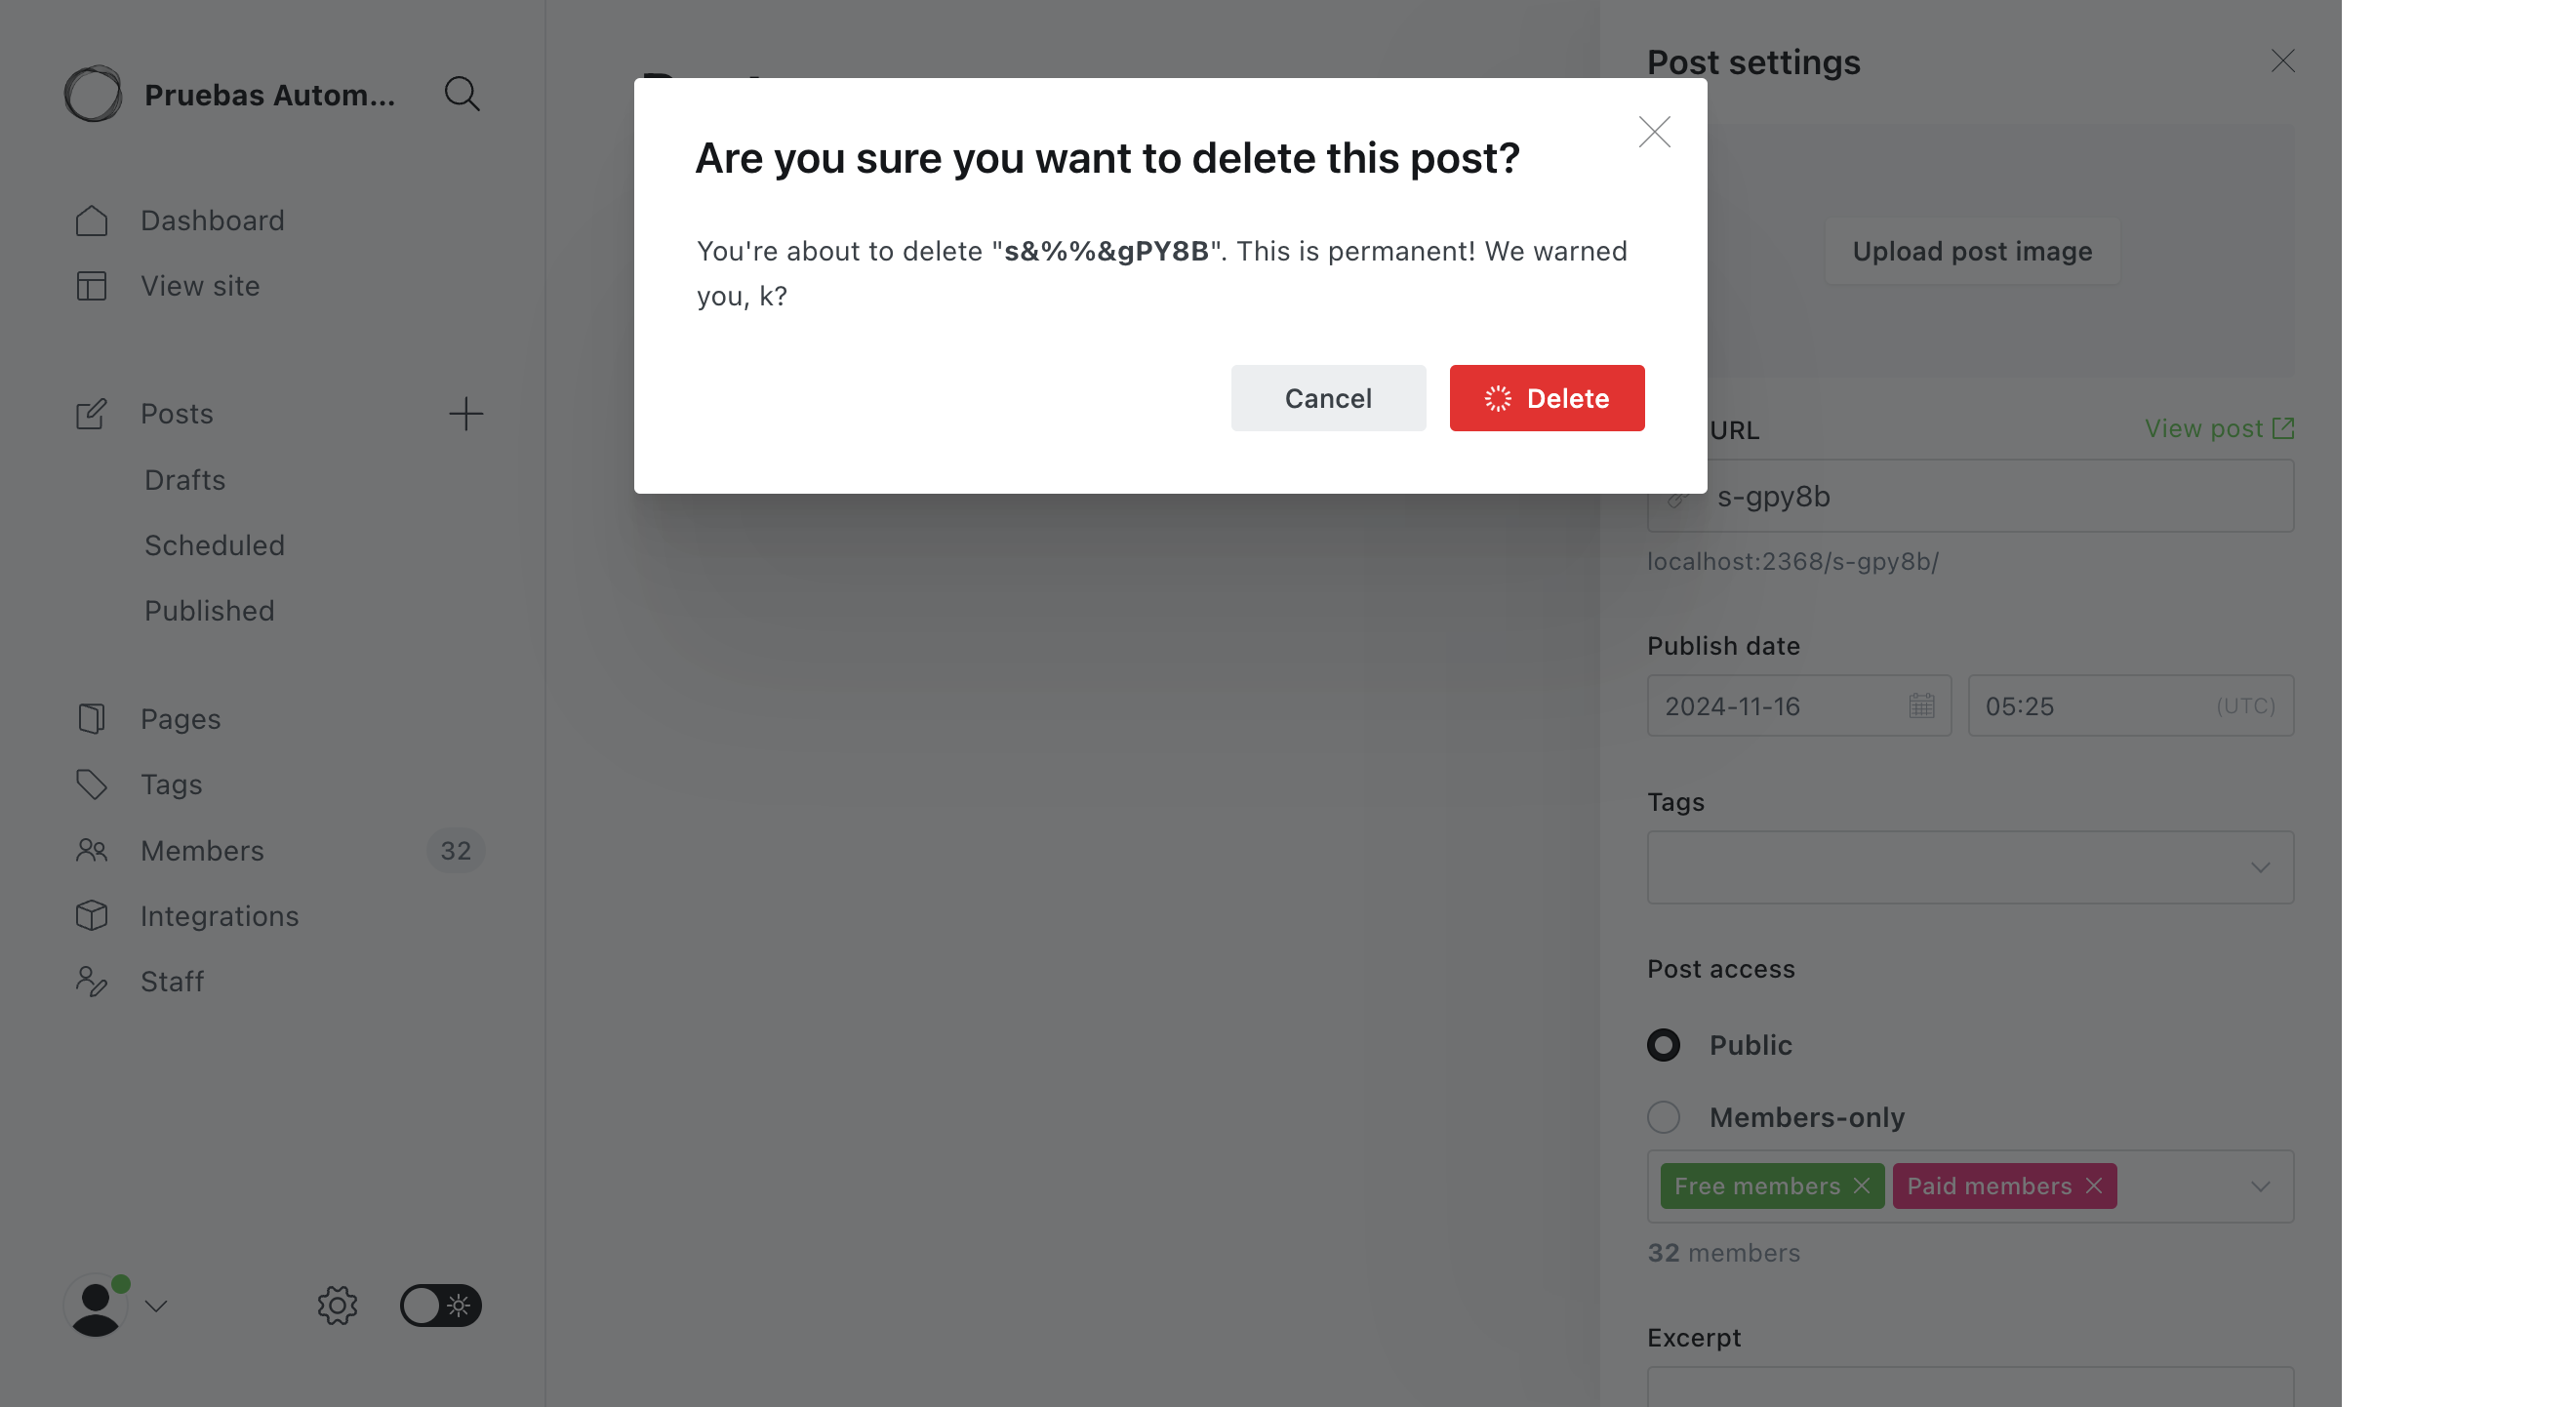 Pruebas Autom...
Dashboard
View site
Posts
Drafts
Scheduled
Published
Pages
Tags
Members 32
Integrations
Staff
Are you sure you want to delete this post?
You're about to delete "s&%%&gPY8B". This is permanent! We warned
you, k?
Cancel
Delete
Post settings
Upload post image
URL
View post
s-gpy8b
localhost:2368/s-gpy8b/
Publish date
2024-11-16
05:25 (UTC)
Tags
Post access
Public
Members-only
Free members
Paid members
32 members
Excerpt